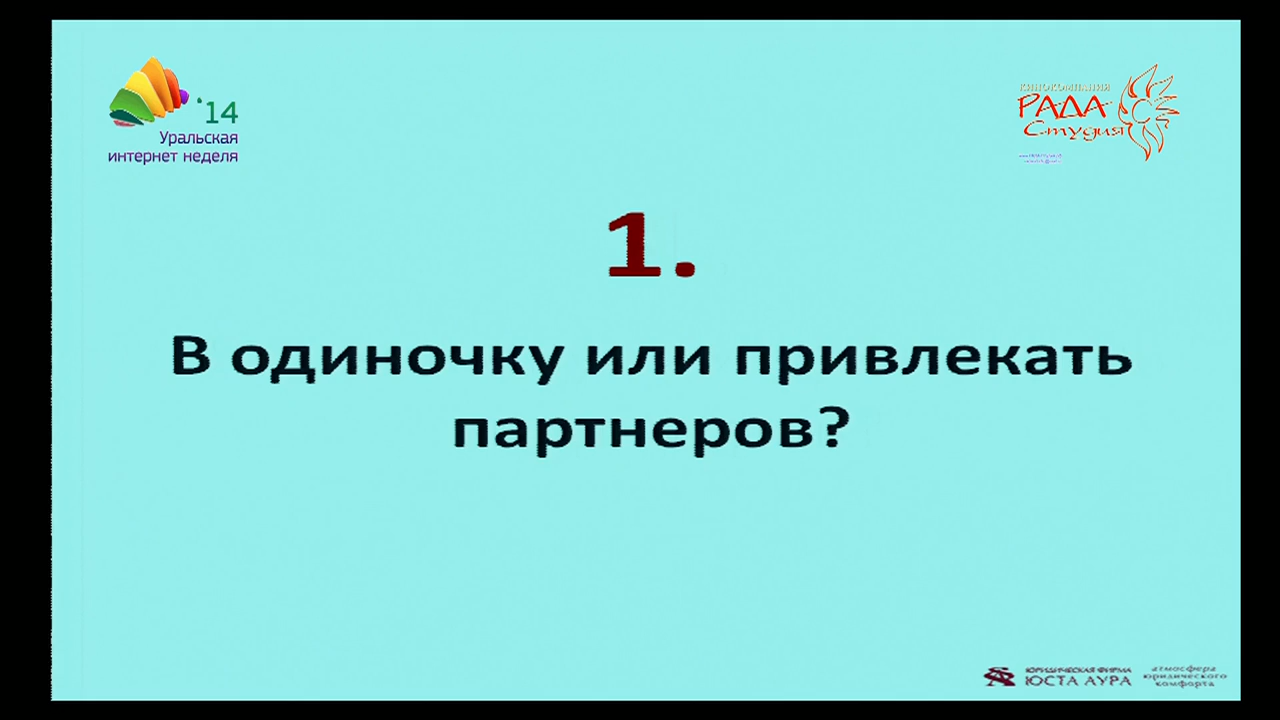 '14
Уральская
интернет неделя
КИНОКОМПАНИЯ
РАДА
Студия
1.
В одиночку или привлекать
партнеров?
ЮРИДИЧЕСКАЯ ФИРМА
ЮСТА АУРА
атмосфера
юридического
комфорта